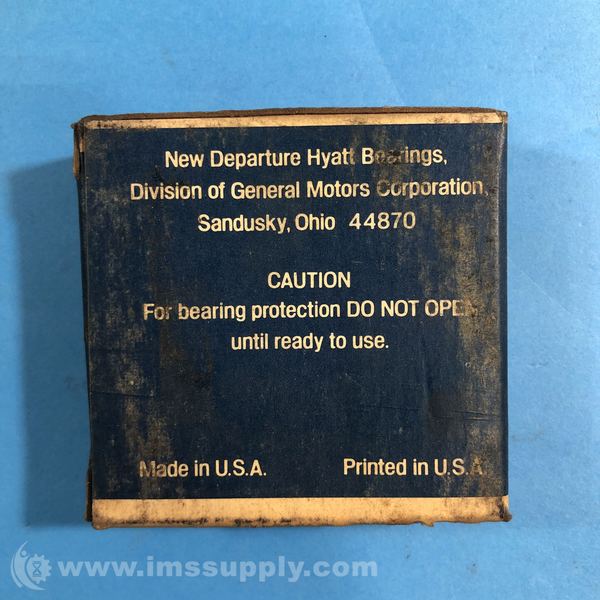 New Departure Hyatt Bearings,
Division of General Motors Corporation,
Sandusky, Ohio 44870
CAUTION
For bearing protection DO NOT OPEN
until ready to use.
Made in U.S.A.
Printed in U.S.A.
www.imssupply.com